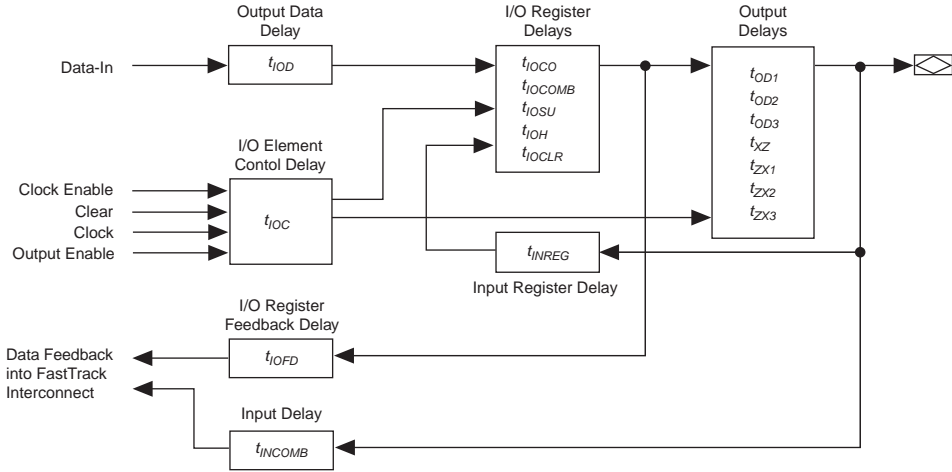 Output Data
Delay
I/O Register
Delays
Output
Delays
Data-In
tIOD
tIOCO
tIOCOMB
tIOSU
tIOH
tIOCLR
tOD1
tOD2
tOD3
tXZ
tZX1
tZX2
tZX3
I/O Element
Contol Delay
Clock Enable
Clear
Clock
Output Enable
tIOC
tINREG
Input Register Delay
I/O Register
Feedback Delay
tIOFD
Data Feedback
into FastTrack
Interconnect
Input Delay
tINCOMB